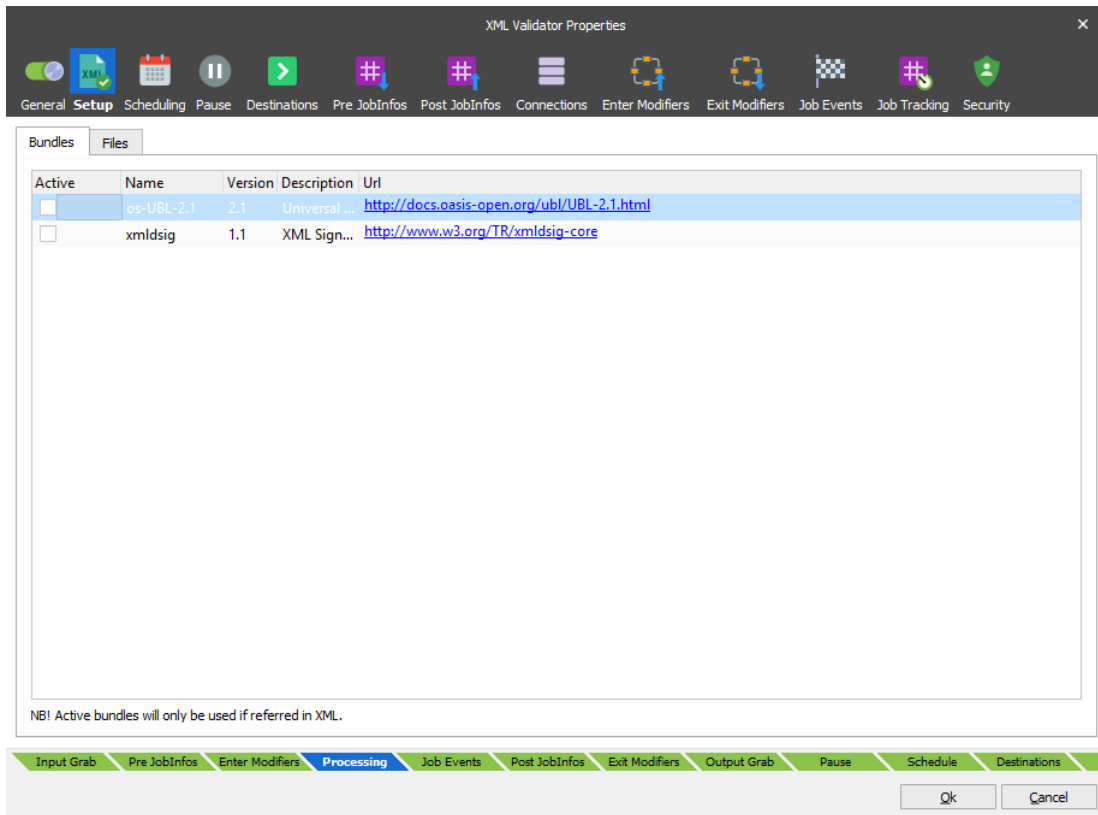 XML Validator Properties
XML
General Setup Scheduling Pause Destinations Pre JobInfos Post JobInfos Connections Enter Modifiers Exit Modifiers Job Events Job Tracking Security
Bundles Files
Active Name Version Description Url
os-UBL-2.1 2.1 Universal ... http://docs.oasis-open.org/ubl/UBL-2.1.html
xmldsig 1.1 XML Sign... http://www.w3.org/TR/xmldsig-core
NB! Active bundles will only be used if referred in XML.
Input Grab Pre JobInfos Enter Modifiers Processing Job Events Post JobInfos Exit Modifiers Output Grab Pause Schedule Destinations
Ok Cancel